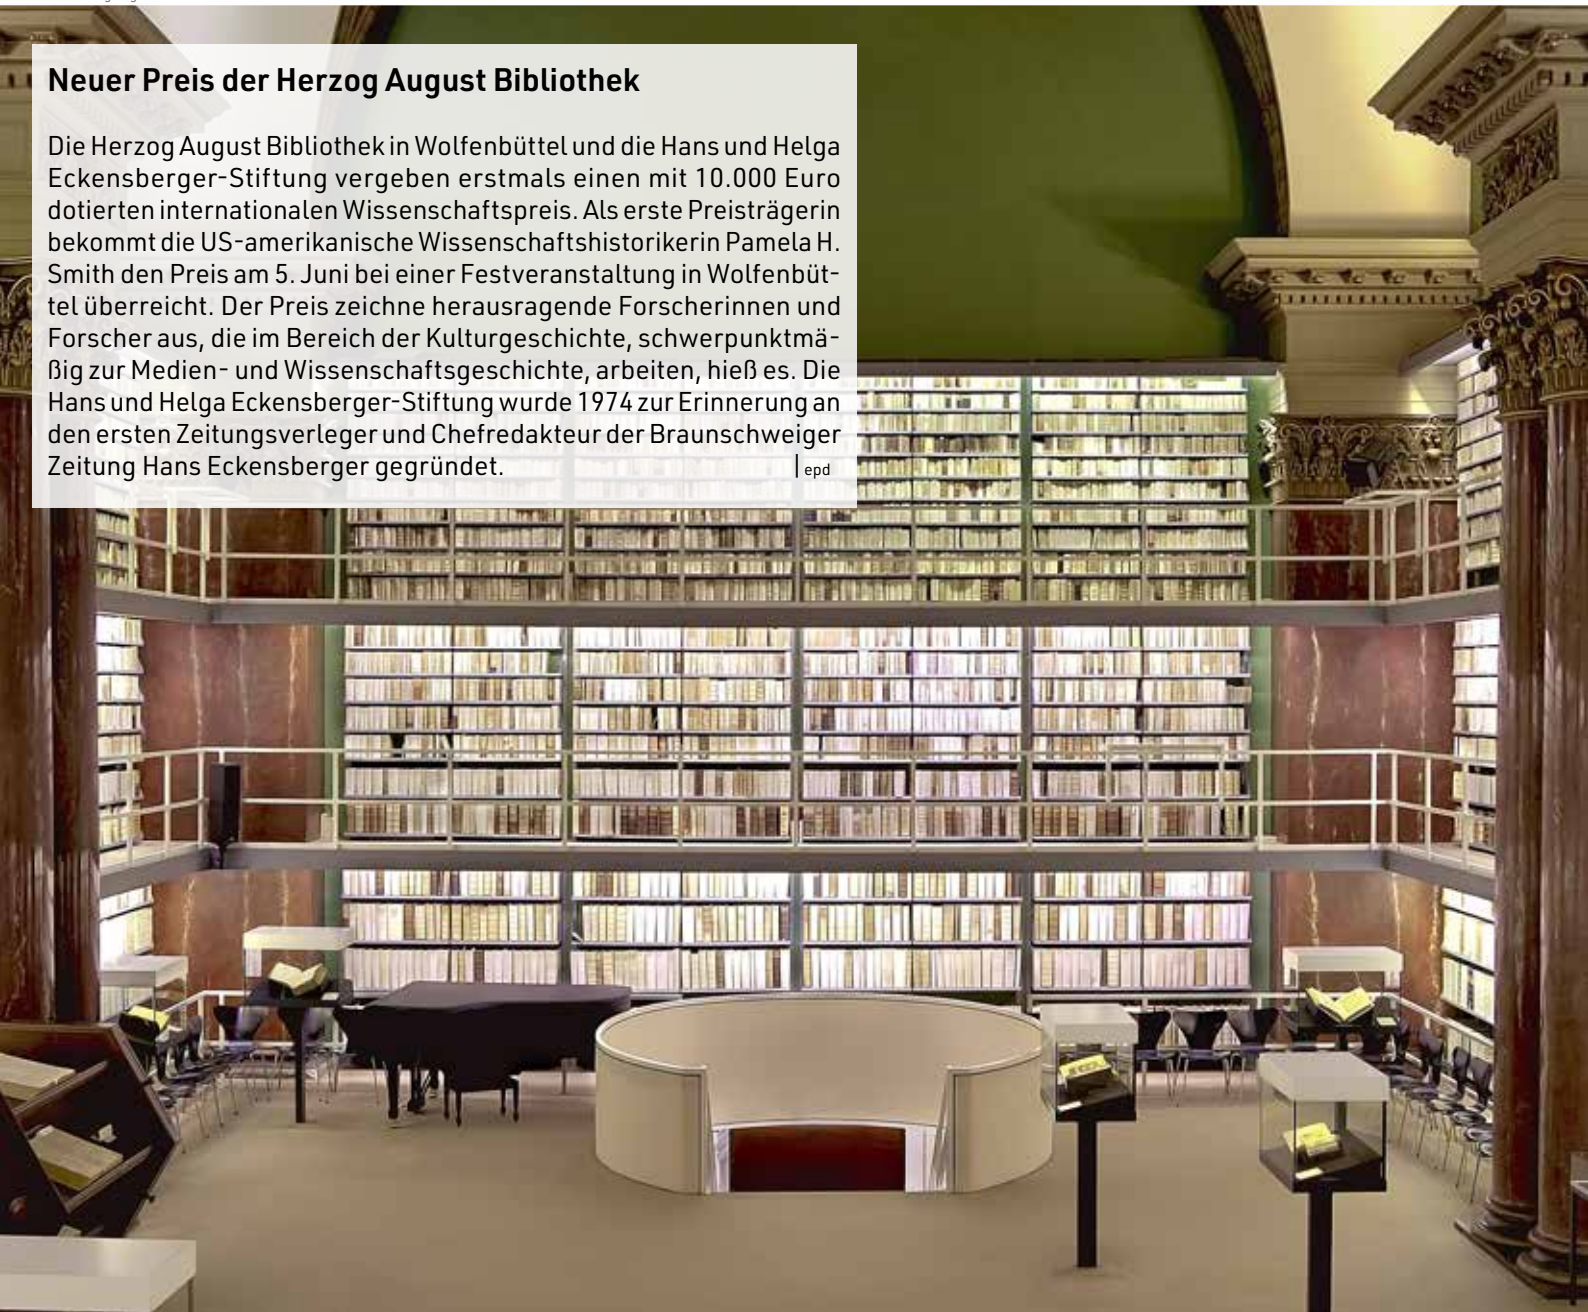 Neuer Preis der Herzog August Bibliothek
Die Herzog August Bibliothek in Wolfenbüttel und die Hans und Helga
Eckensberger-Stiftung vergeben erstmals einen mit 10.000 Euro
dotierten internationalen Wissenschaftspreis. Als erste Preisträgerin
bekommt die US-amerikanische Wissenschaftshistorikerin Pamela H.
Smith den Preis am 5. Juni bei einer Festveranstaltung in Wolfenbüt-
tel überreicht. Der Preis zeichne herausragende Forscherinnen und
Forscher aus, die im Bereich der Kulturgeschichte, schwerpunktmä-
ßig zur Medien- und Wissenschaftsgeschichte, arbeiten, hieß es. Die
Hans und Helga Eckensberger-Stiftung wurde 1974 zur Erinnerung an
den ersten Zeitungsverleger und Chefredakteur der Braunschweiger
Zeitung Hans Eckensberger gegründet. | epd